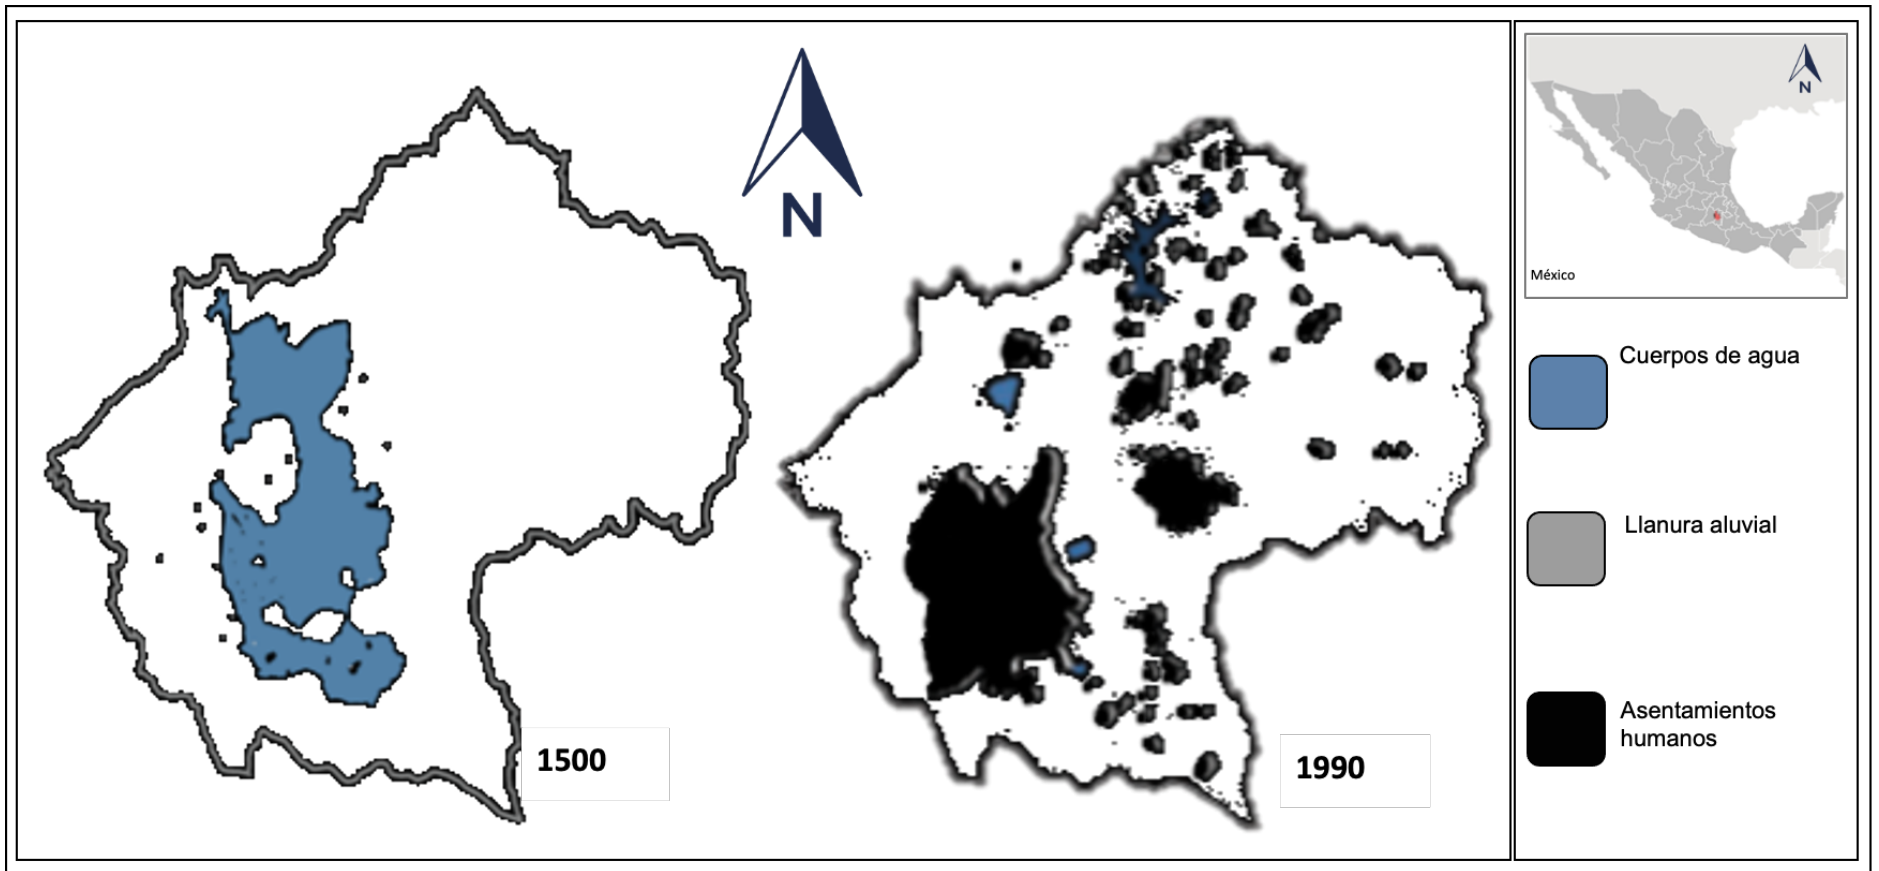 N
1500
1990
N
México
Cuerpos de agua
Llanura aluvial
Asentamientos
humanos